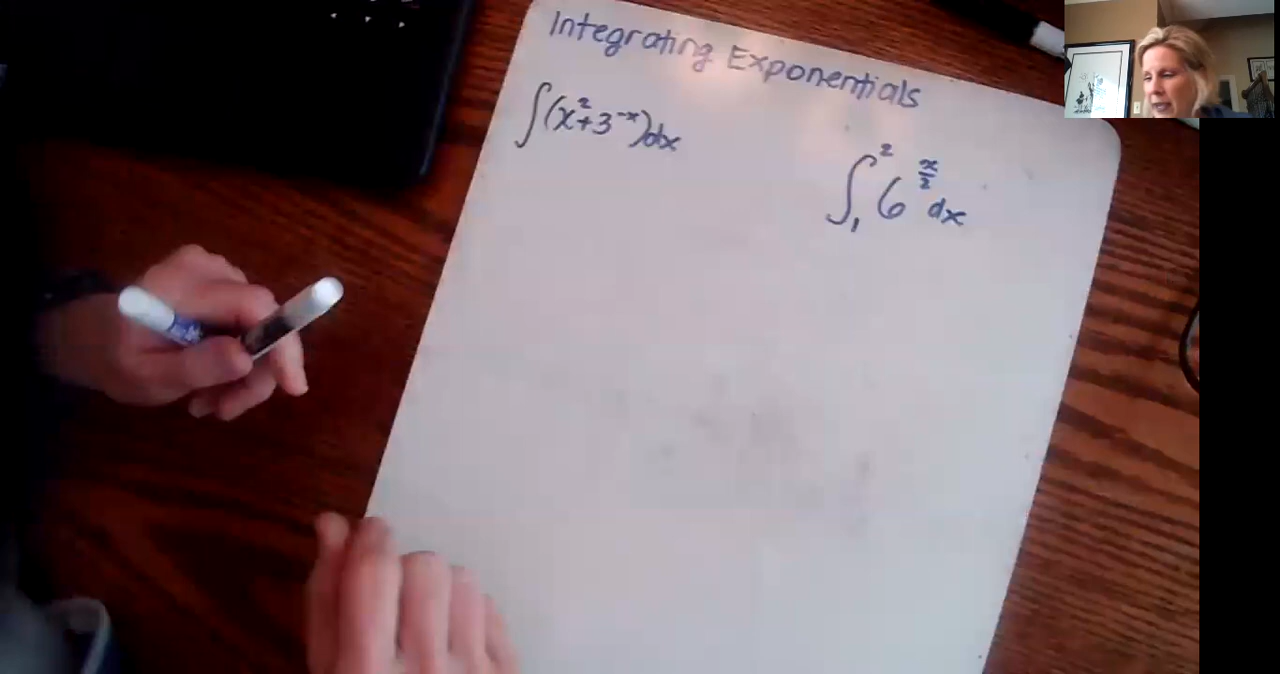 Integrating Exponentials
∫(x²+3⁻ˣ)dx
∫₁² 6^(x/2) dx